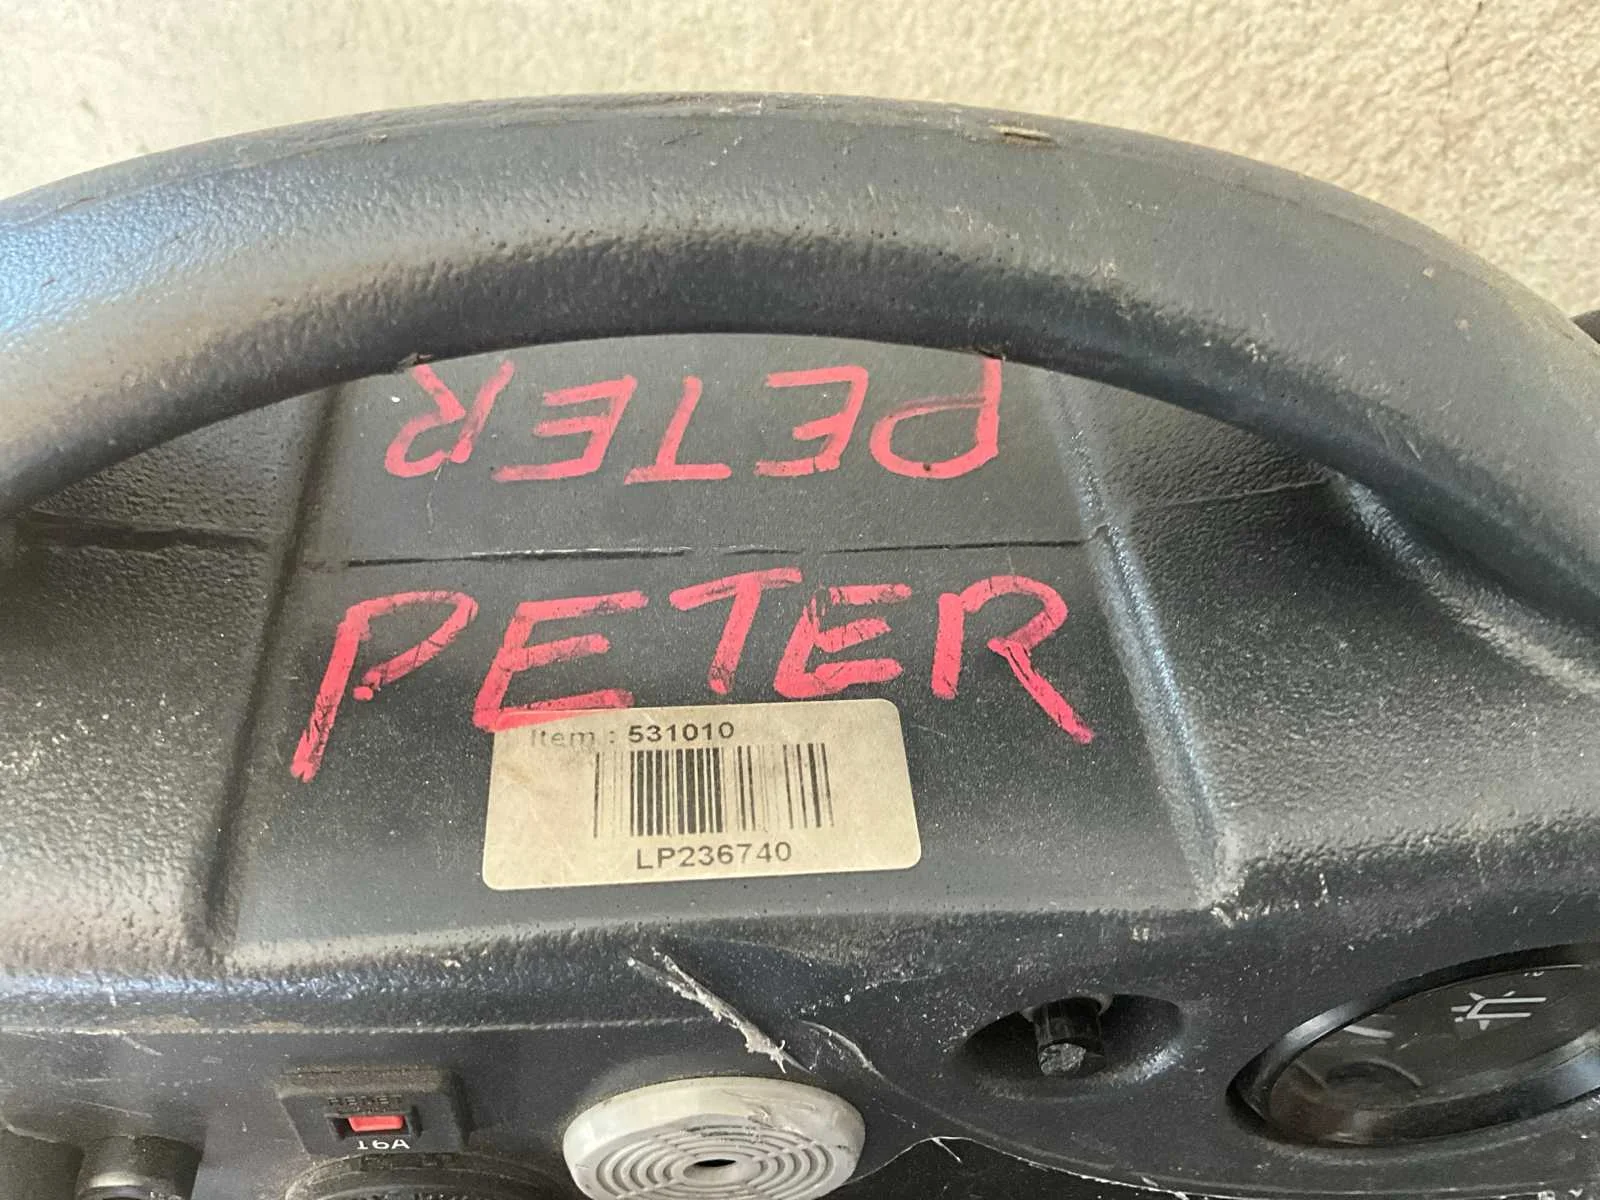 PETER
PETER
Item : 531010
LP236740
RESET
16A